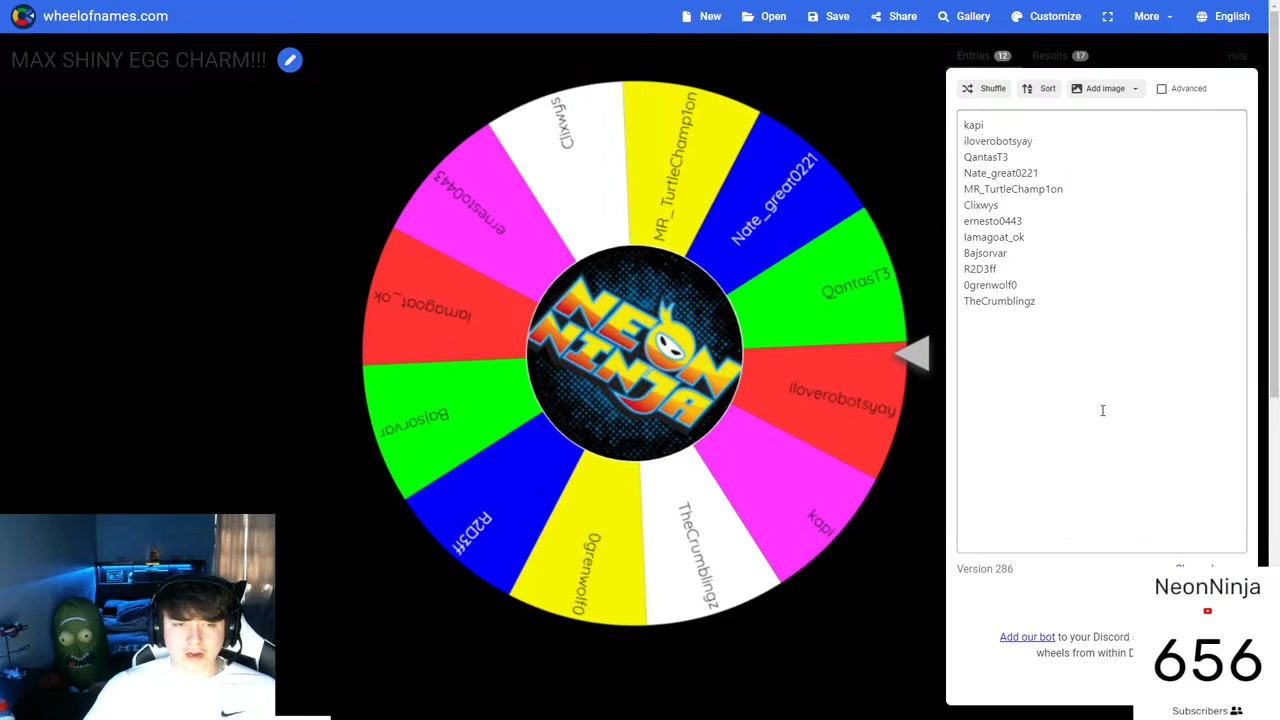 wheelofnames.com
New
Open
Save
Share
Gallery
Customize
More
English
MAX SHINY EGG CHARM!!!
Entries 12
Results 17
Hide
Shuffle
Sort
Add image
Advanced
kapi
iloverobotsyay
QantasT3
Nate_great0221
MR_TurtleChamp1on
Clixwys
ernesto0443
Iamagoat_ok
Bajsorvar
R2D3ff
0grenwolf0
TheCrumblingz
Clixwys
MR_TurtleChamp1on
Nate_great0221
QantasT3
iloverobotsyay
kapi
TheCrumblingz
0grenwolf0
R2D3ff
Bajsorvar
Iamagoat_ok
ernesto0443
NEON
NINJA
Version 286
Add our bot to your Discord
wheels from within D
NeonNinja
656
Subscribers